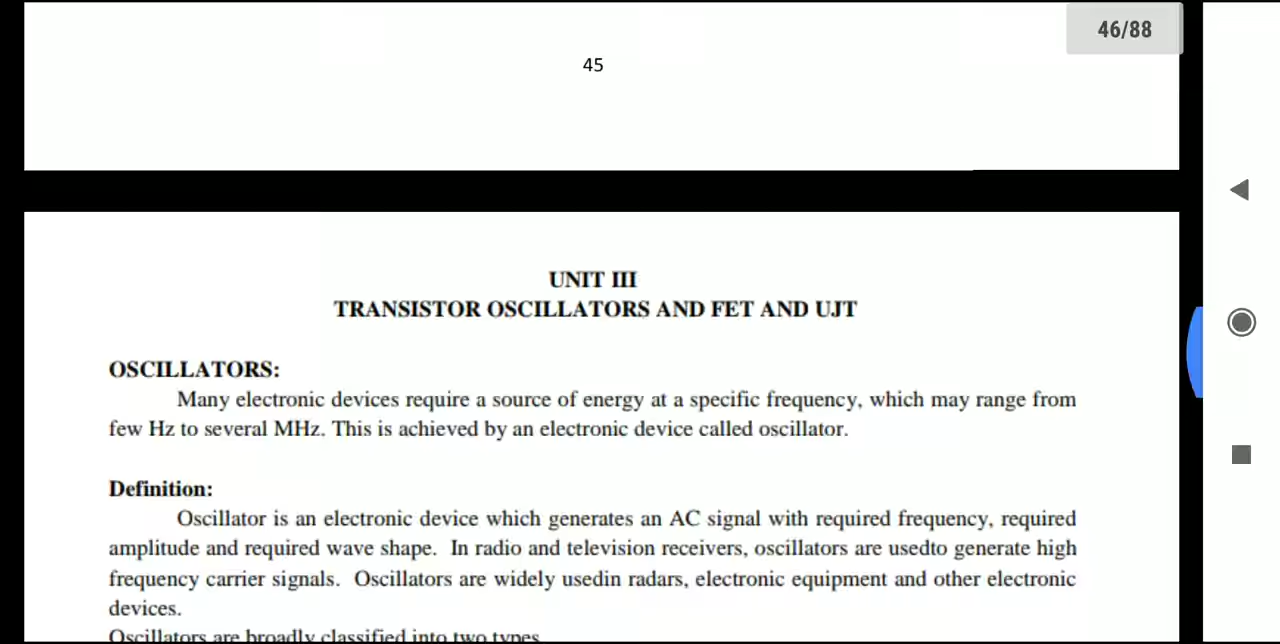 46/88
45
UNIT III
TRANSISTOR OSCILLATORS AND FET AND UJT
OSCILLATORS:
Many electronic devices require a source of energy at a specific frequency, which may range from
few Hz to several MHz. This is achieved by an electronic device called oscillator.
Definition:
Oscillator is an electronic device which generates an AC signal with required frequency, required
amplitude and required wave shape. In radio and television receivers, oscillators are usedto generate high
frequency carrier signals. Oscillators are widely usedin radars, electronic equipment and other electronic
devices.
Oscillators are broadly classified into two types